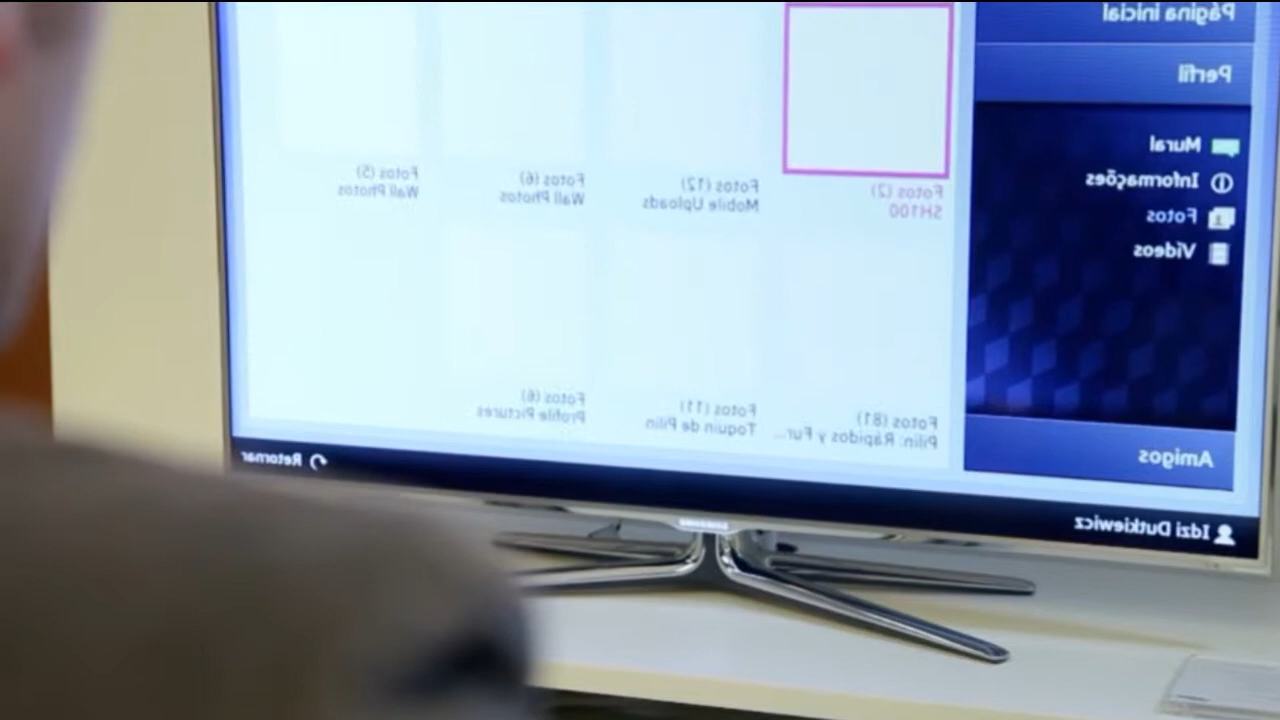 Página inicial
Perfil
Mural
Informações
Fotos
Vídeos
Amigos
Fotos (2)
SH100
Fotos (12)
Mobile Uploads
Fotos (6)
Wall Photos
Fotos (5)
Wall Photos
Fotos (81)
Pilin: Rápidos y Fur...
Fotos (11)
Toquin de Pilin
Fotos (6)
Profile Pictures
Idzi Dutkiewicz
Retornar
SAMSUNG